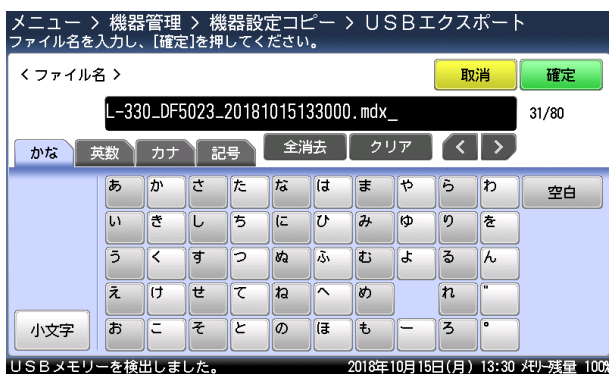 メニュー > 機器管理 > 機器設定コピー > USBエクスポート
ファイル名を入力し、[確定]を押してください。
<ファイル名> 取消 確定
L-330_DF5023_20181015133000.mdx_ 31/80
かな 英数 カナ 記号 全消去 クリア < >
あ か さ た な は ま や ら わ 空白
い き し ち に ひ み ゆ り を
う く す つ ぬ ふ む よ る ん
え け せ て ね へ め れ ゛
小文字 お こ そ と の ほ も ー ろ ゜
USBメモリーを検出しました。 2018年10月15日(月) 13:30 メモリー残量 100%